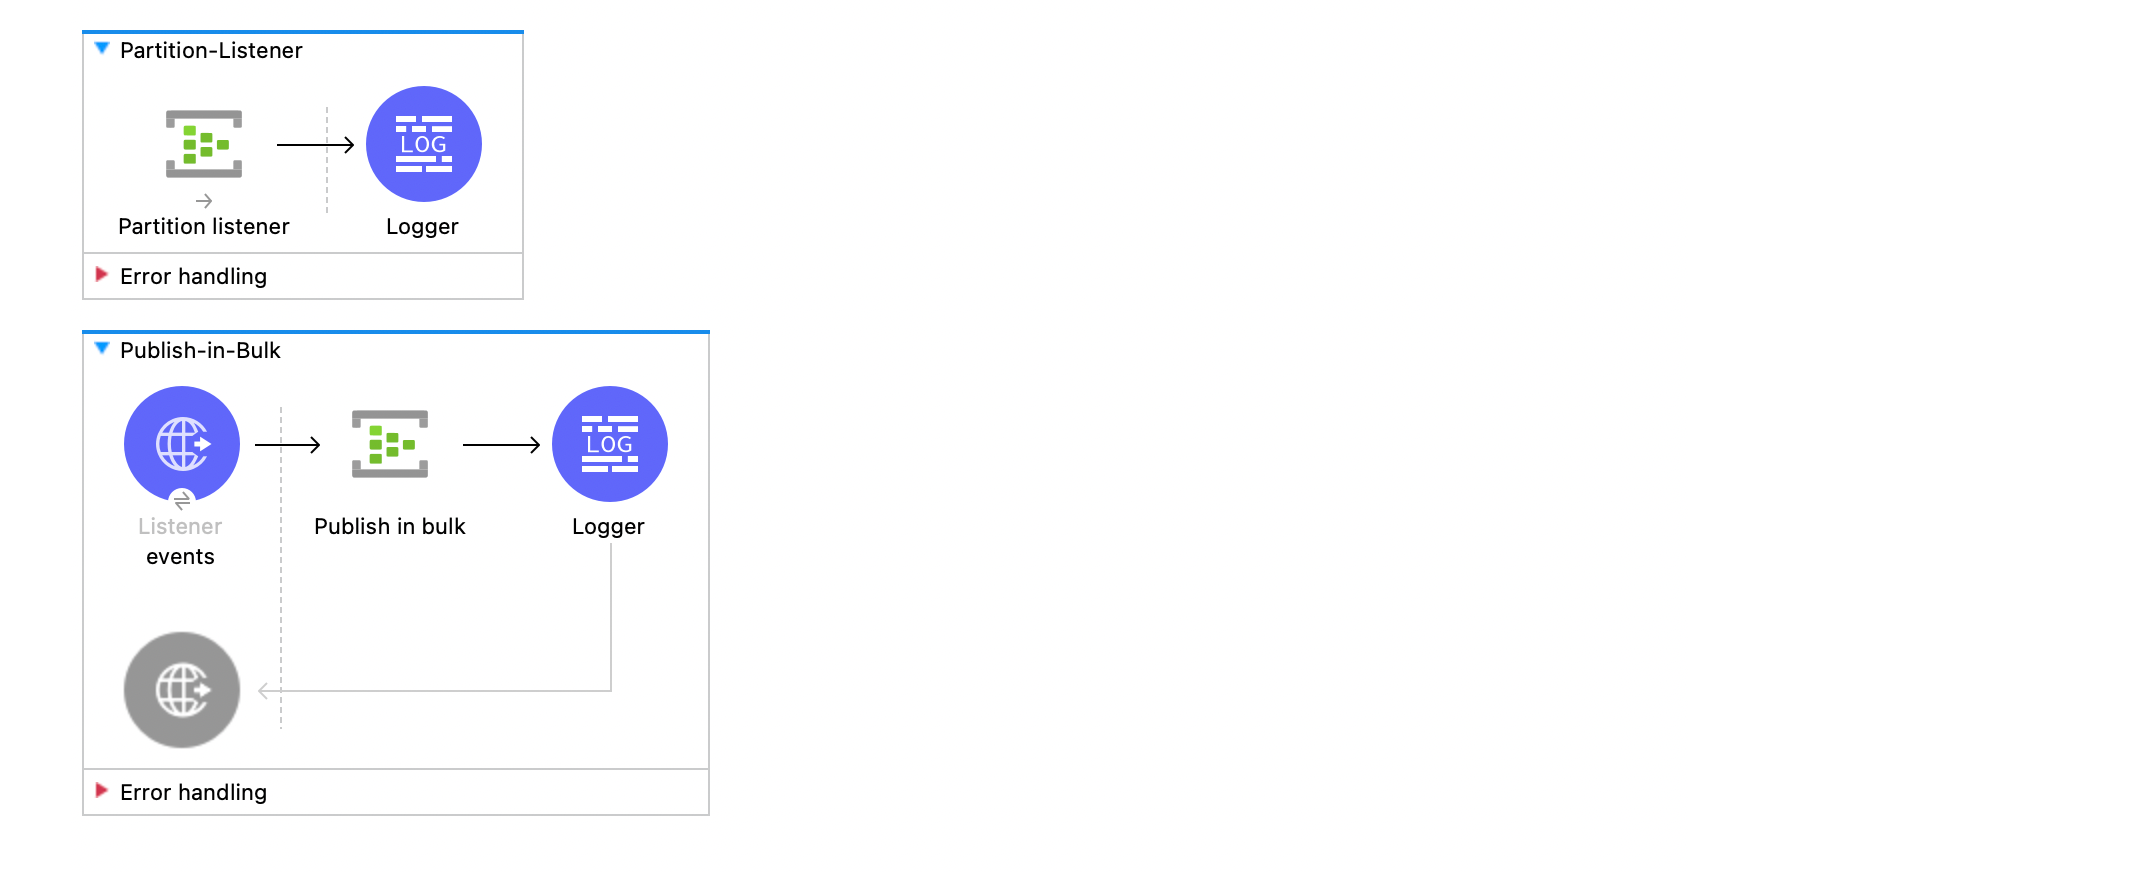 Partition-Listener
LOG
Partition listener
Logger
Error handling
Publish-in-Bulk
LOG
Listener
Publish in bulk
Logger
events
Error handling